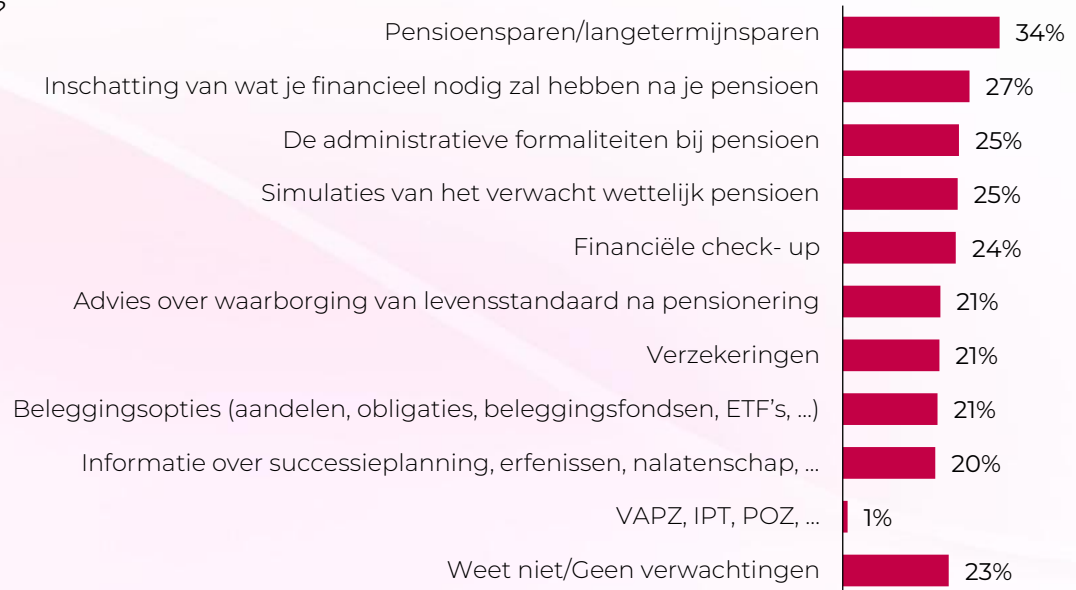 Pensioensparen/langetermijnsparen 34%
Inschatting van wat je financieel nodig zal hebben na je pensioen 27%
De administratieve formaliteiten bij pensioen 25%
Simulaties van het verwacht wettelijk pensioen 25%
Financiële check- up 24%
Advies over waarborging van levensstandaard na pensionering 21%
Verzekeringen 21%
Beleggingsopties (aandelen, obligaties, beleggingsfondsen, ETF's, ...) 21%
Informatie over successieplanning, erfenissen, nalatenschap, ... 20%
VAPZ, IPT, POZ, ... 1%
Weet niet/Geen verwachtingen 23%